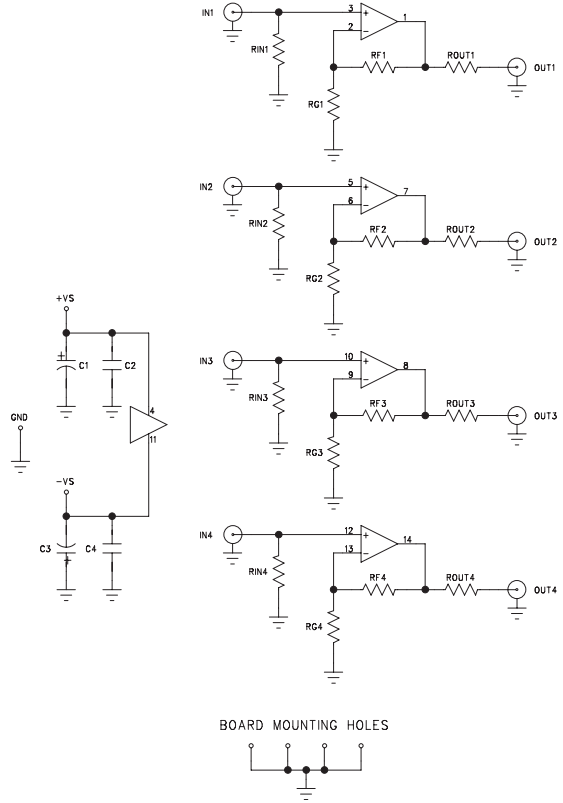 IN1
3
+
2
−
1
RIN1
RF1
ROUT1
RG1
OUT1
IN2
5
+
6
−
7
RIN2
RF2
ROUT2
RG2
OUT2
+VS
+
C1
C2
GND
4
11
−VS
C3
+
C4
IN3
10
+
9
−
8
RIN3
RF3
ROUT3
RG3
OUT3
IN4
12
+
13
−
14
RIN4
RF4
ROUT4
RG4
OUT4
BOARD MOUNTING HOLES